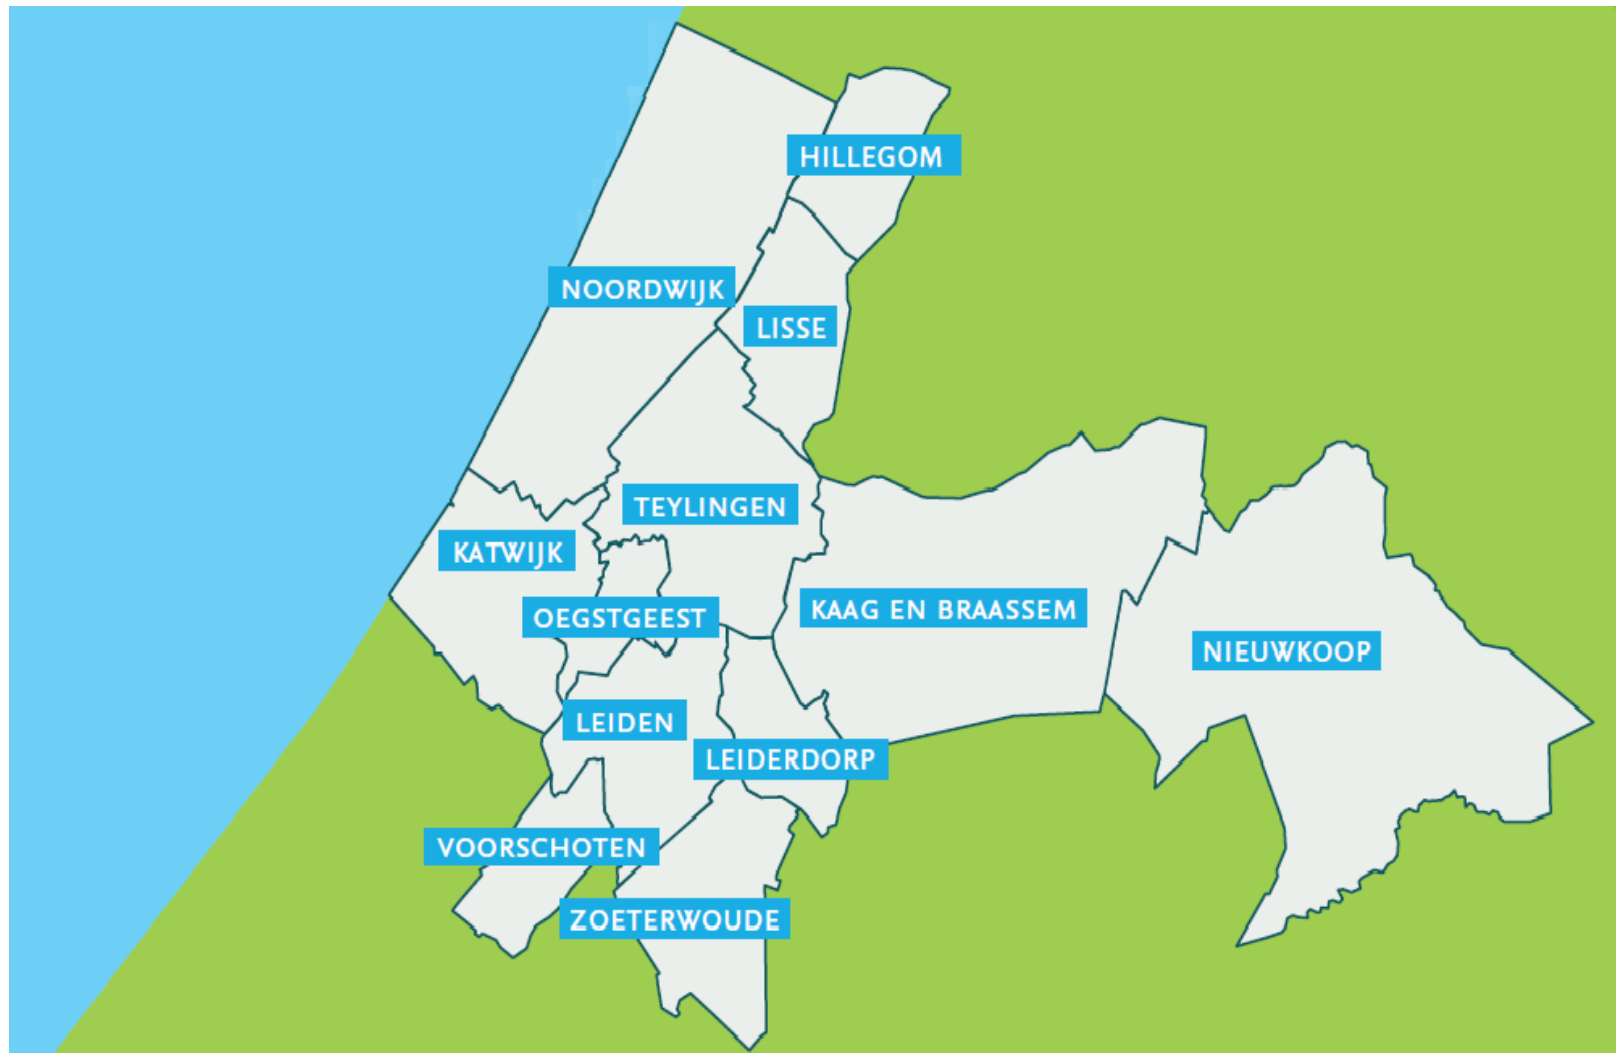 HILLEGOM
NOORDWIJK
LISSE
TEYLINGEN
KATWIJK
OEGSTGEEST
KAAG EN BRAASSEM
NIEUWKOOP
LEIDEN
LEIDERDORP
VOORSCHOTEN
ZOETERWOUDE